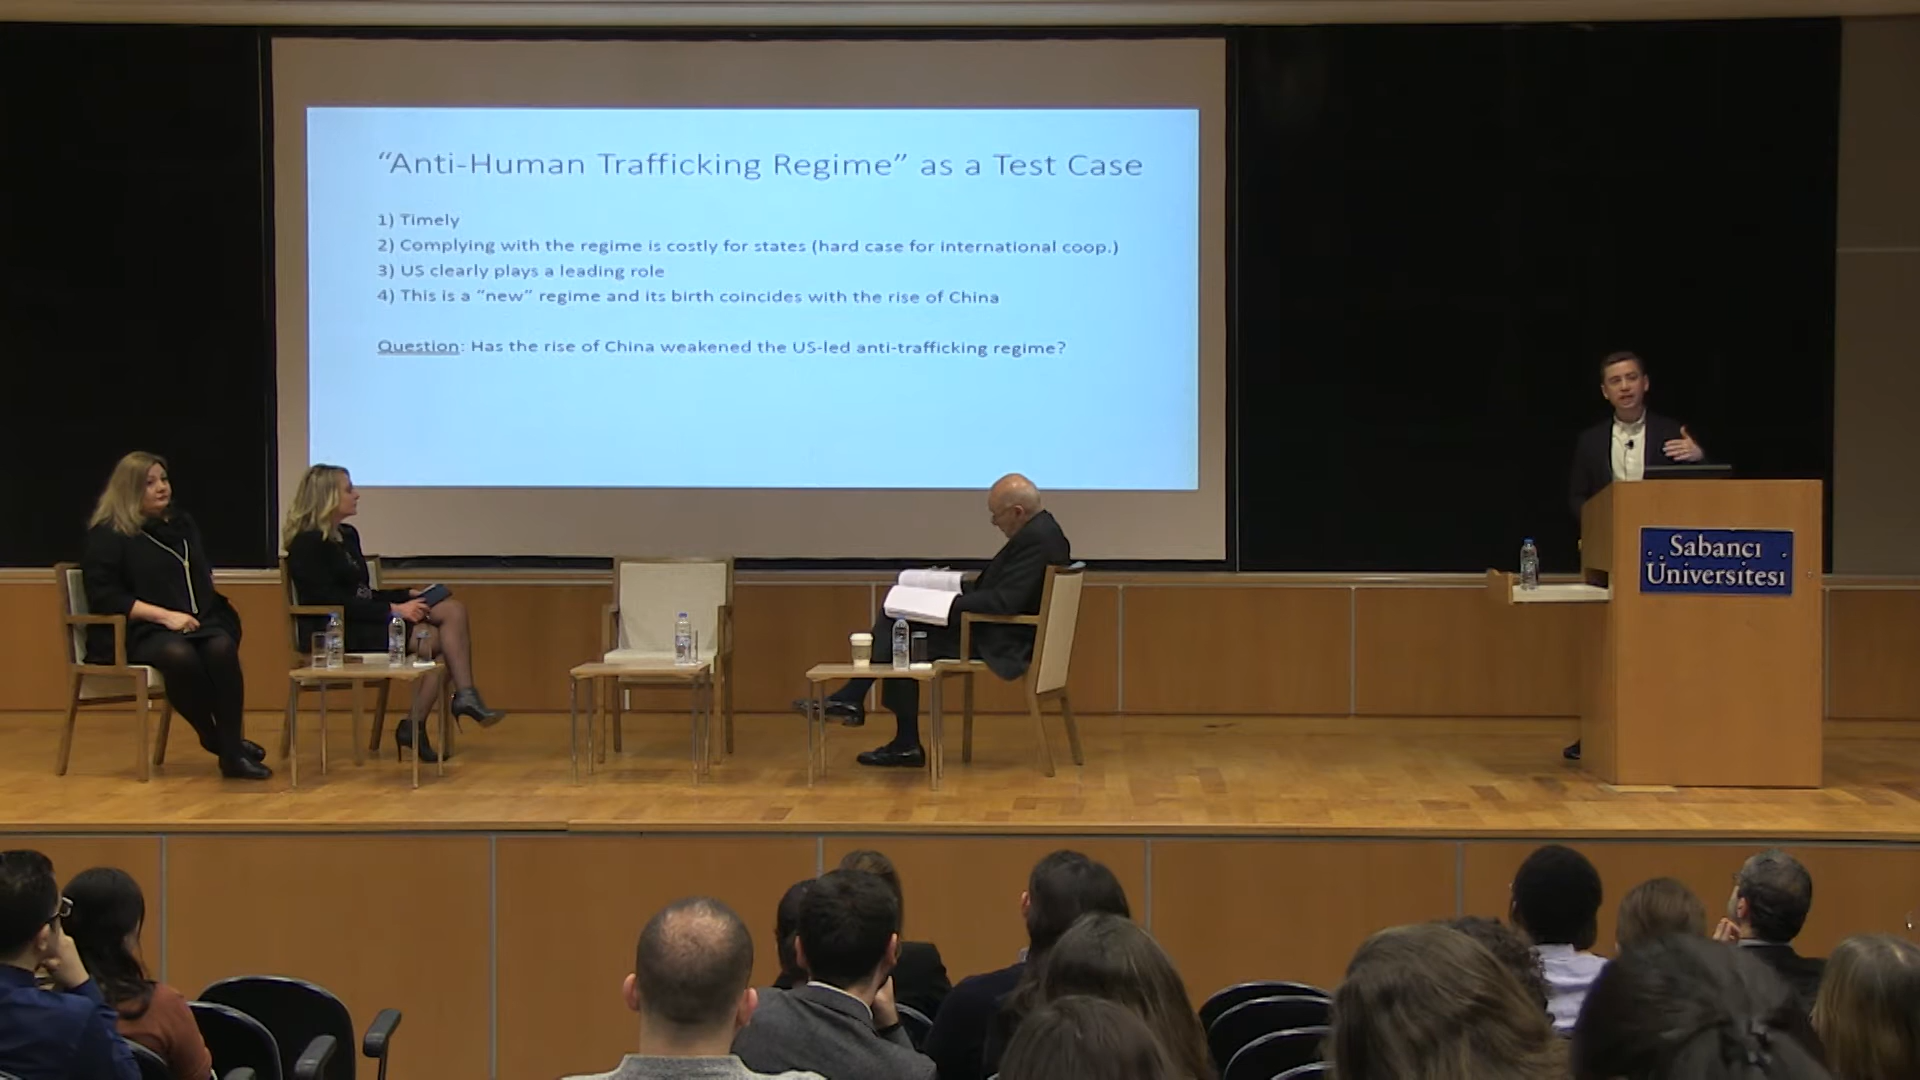 “Anti-Human Trafficking Regime” as a Test Case
1) Timely
2) Complying with the regime is costly for states (hard case for international coop.)
3) US clearly plays a leading role
4) This is a “new” regime and its birth coincides with the rise of China
Question: Has the rise of China weakened the US-led anti-trafficking regime?
Sabancı
Üniversitesi